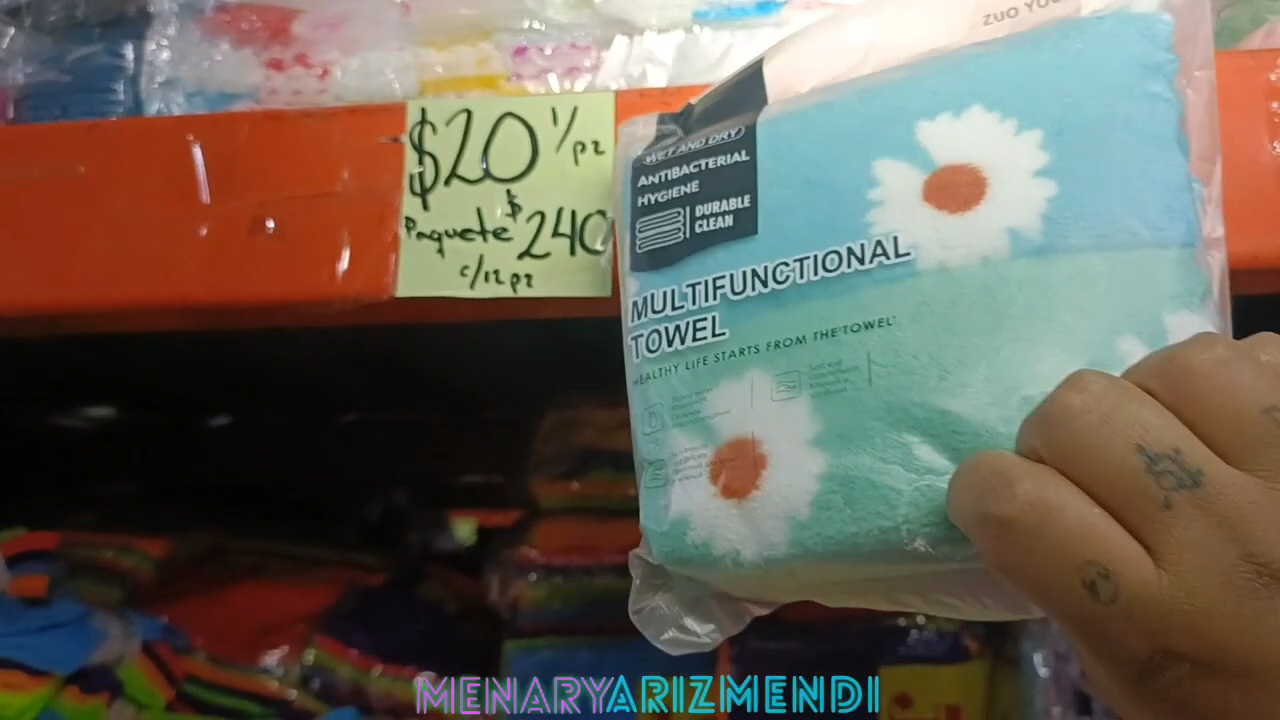 $20 1/pz
Paquete $240
c/12 pz
ZUO
WET AND DRY
ANTIBACTERIAL
HYGIENE
DURABLE
CLEAN
MULTIFUNCTIONAL
TOWEL
HEALTHY LIFE STARTS FROM THE TOWEL
MENARYARIZMENDI